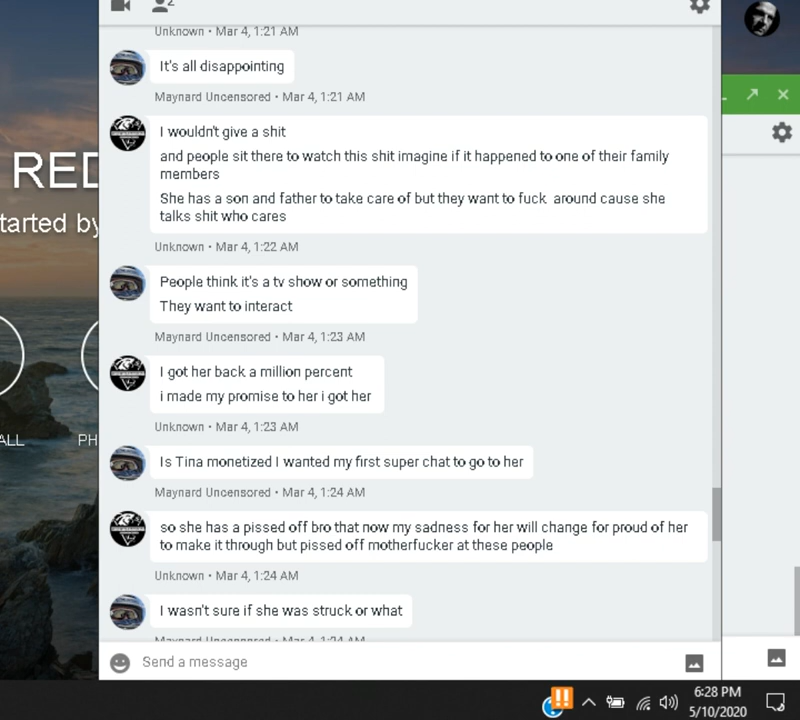 2
Unknown • Mar 4, 1:21 AM
It's all disappointing
Maynard Uncensored • Mar 4, 1:21 AM
I wouldn't give a shit
and people sit there to watch this shit imagine if it happened to one of their family
members
She has a son and father to take care of but they want to fuck around cause she
talks shit who cares
Unknown • Mar 4, 1:22 AM
People think it's a tv show or something
They want to interact
Maynard Uncensored • Mar 4, 1:23 AM
I got her back a million percent
i made my promise to her i got her
Unknown • Mar 4, 1:23 AM
Is Tina monetized I wanted my first super chat to go to her
Maynard Uncensored • Mar 4, 1:24 AM
so she has a pissed off bro that now my sadness for her will change for proud of her
to make it through but pissed off motherfucker at these people
Unknown • Mar 4, 1:24 AM
I wasn't sure if she was struck or what
Maynard Uncensored • Mar 4, 1:24 AM
Send a message
RED
tarted by
ALL
PH
6:28 PM
5/10/2020